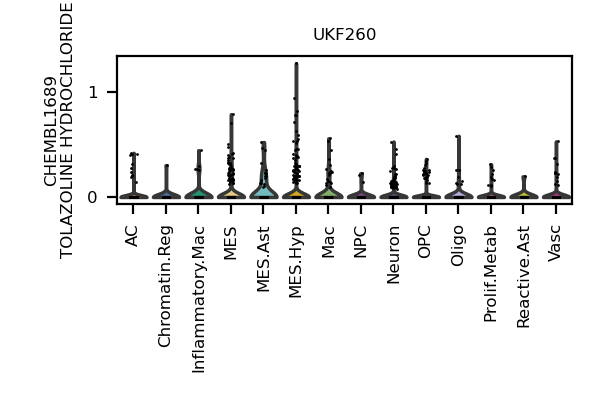 UKF260
CHEMBL1689
TOLAZOLINE HYDROCHLORIDE
1
0
AC
Chromatin.Reg
Inflammatory.Mac
MES
MES.Ast
MES.Hyp
Mac
NPC
Neuron
OPC
Oligo
Prolif.Metab
Reactive.Ast
Vasc